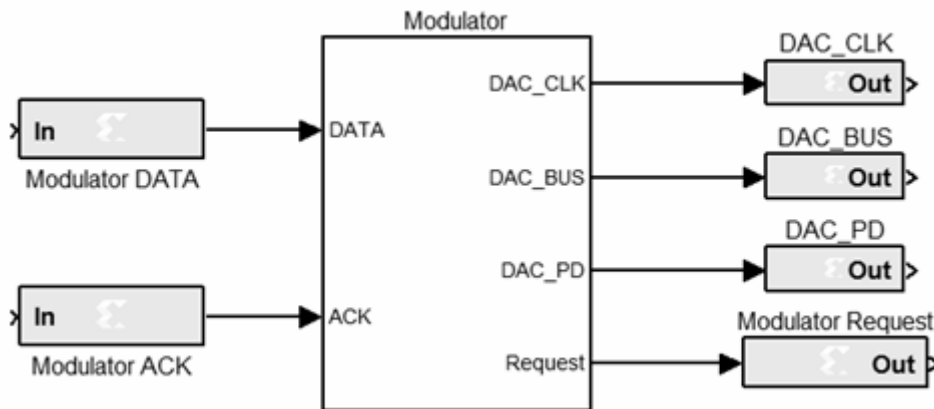 Modulator
DAC_CLK
DAC_CLK
Out
In
DATA
Modulator DATA
DAC_BUS
DAC_BUS
Out
DAC_PD
DAC_PD
Out
In
ACK
Modulator ACK
Modulator Request
Request
Out